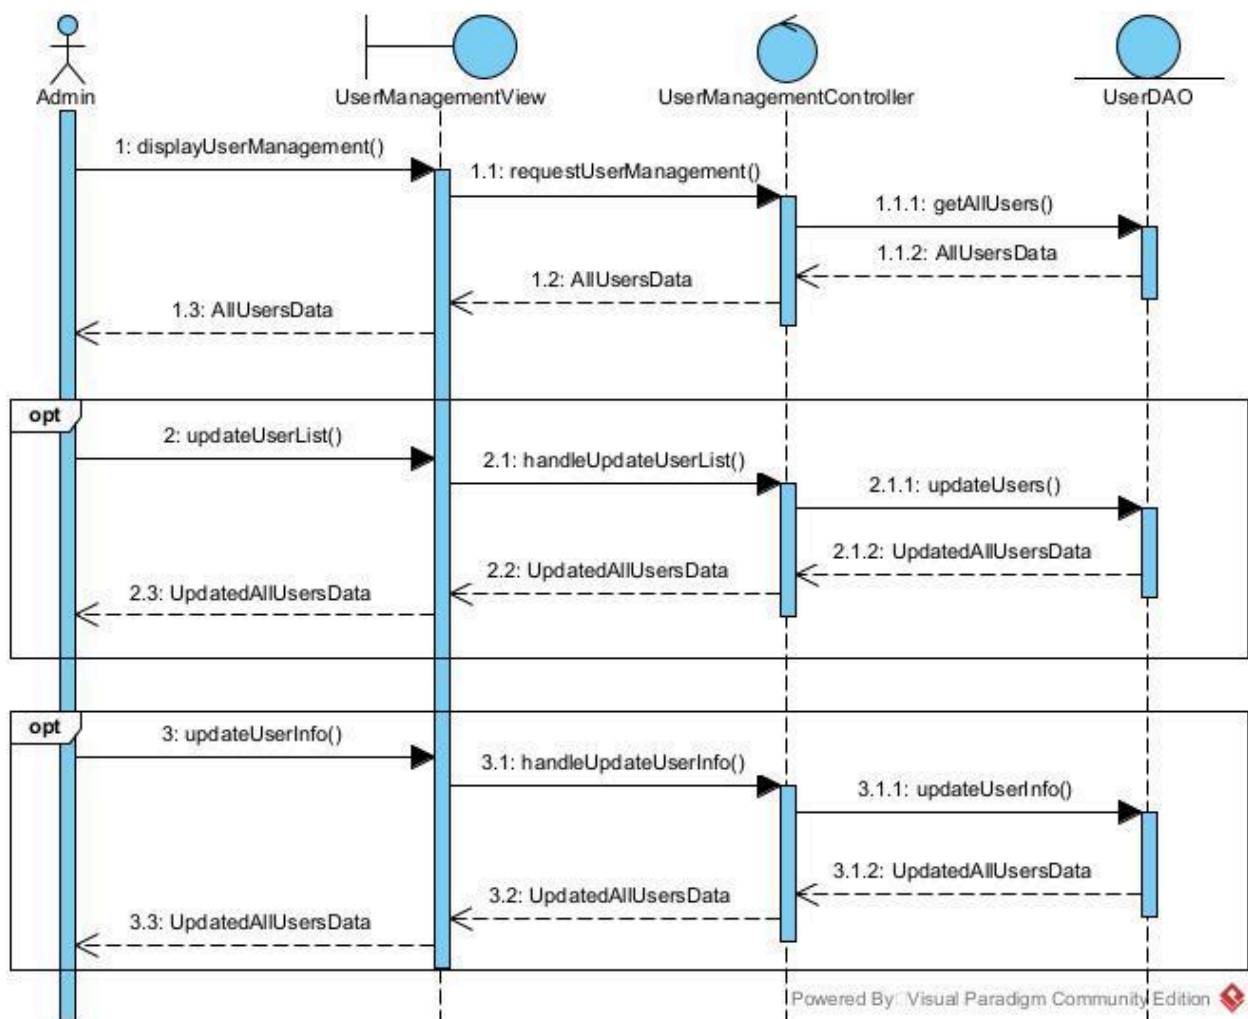 Admin
UserManagementView
UserManagementController
UserDAO
1: displayUserManagement()
1.1: requestUserManagement()
1.1.1: getAllUsers()
1.1.2: AllUsersData
1.2: AllUsersData
1.3: AllUsersData
opt
2: updateUserList()
2.1: handleUpdateUserList()
2.1.1: updateUsers()
2.1.2: UpdatedAllUsersData
2.2: UpdatedAllUsersData
2.3: UpdatedAllUsersData
opt
3: updateUserInfo()
3.1: handleUpdateUserInfo()
3.1.1: updateUserInfo()
3.1.2: UpdatedAllUsersData
3.2: UpdatedAllUsersData
3.3: UpdatedAllUsersData
Powered By Visual Paradigm Community Edition